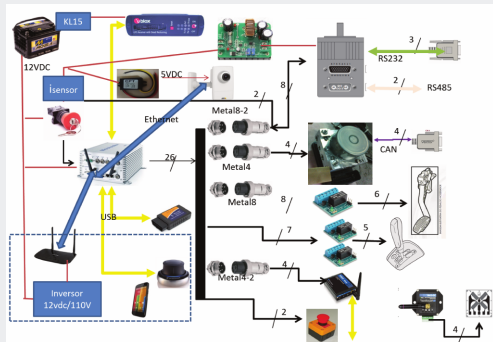 KL15
12VDC
5VDC
İsensor
Ethernet
2
8
3
RS232
2
RS485
Metal8-2
26
Metal4
4
4
CAN
Metal8
8
6
USB
7
5
Metal4-2
4
Inversor
12vdc/110V
2
4